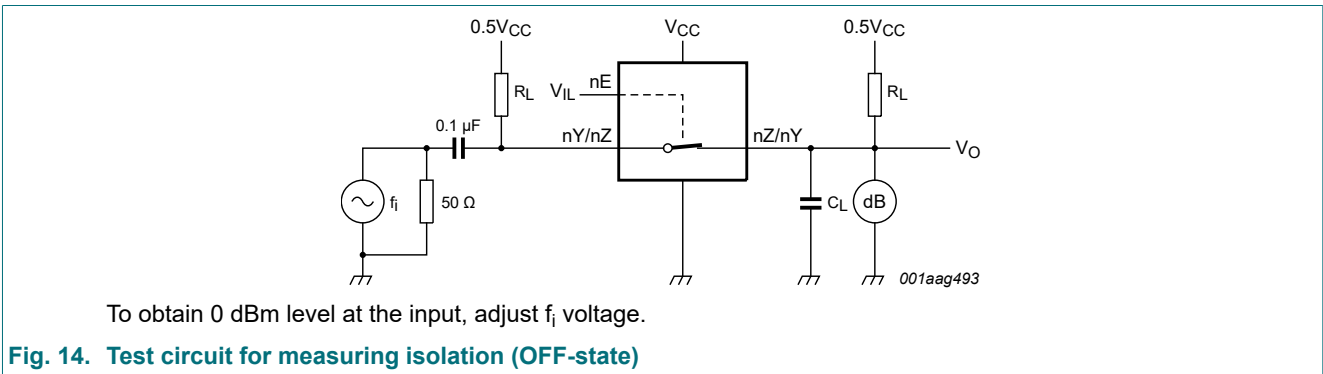 0.5VCC
VCC
0.5VCC
RL
VIL
nE
RL
0.1 µF
nY/nZ
nZ/nY
VO
fi
50 Ω
CL
dB
001aag493
To obtain 0 dBm level at the input, adjust fi voltage.
Fig. 14. Test circuit for measuring isolation (OFF-state)